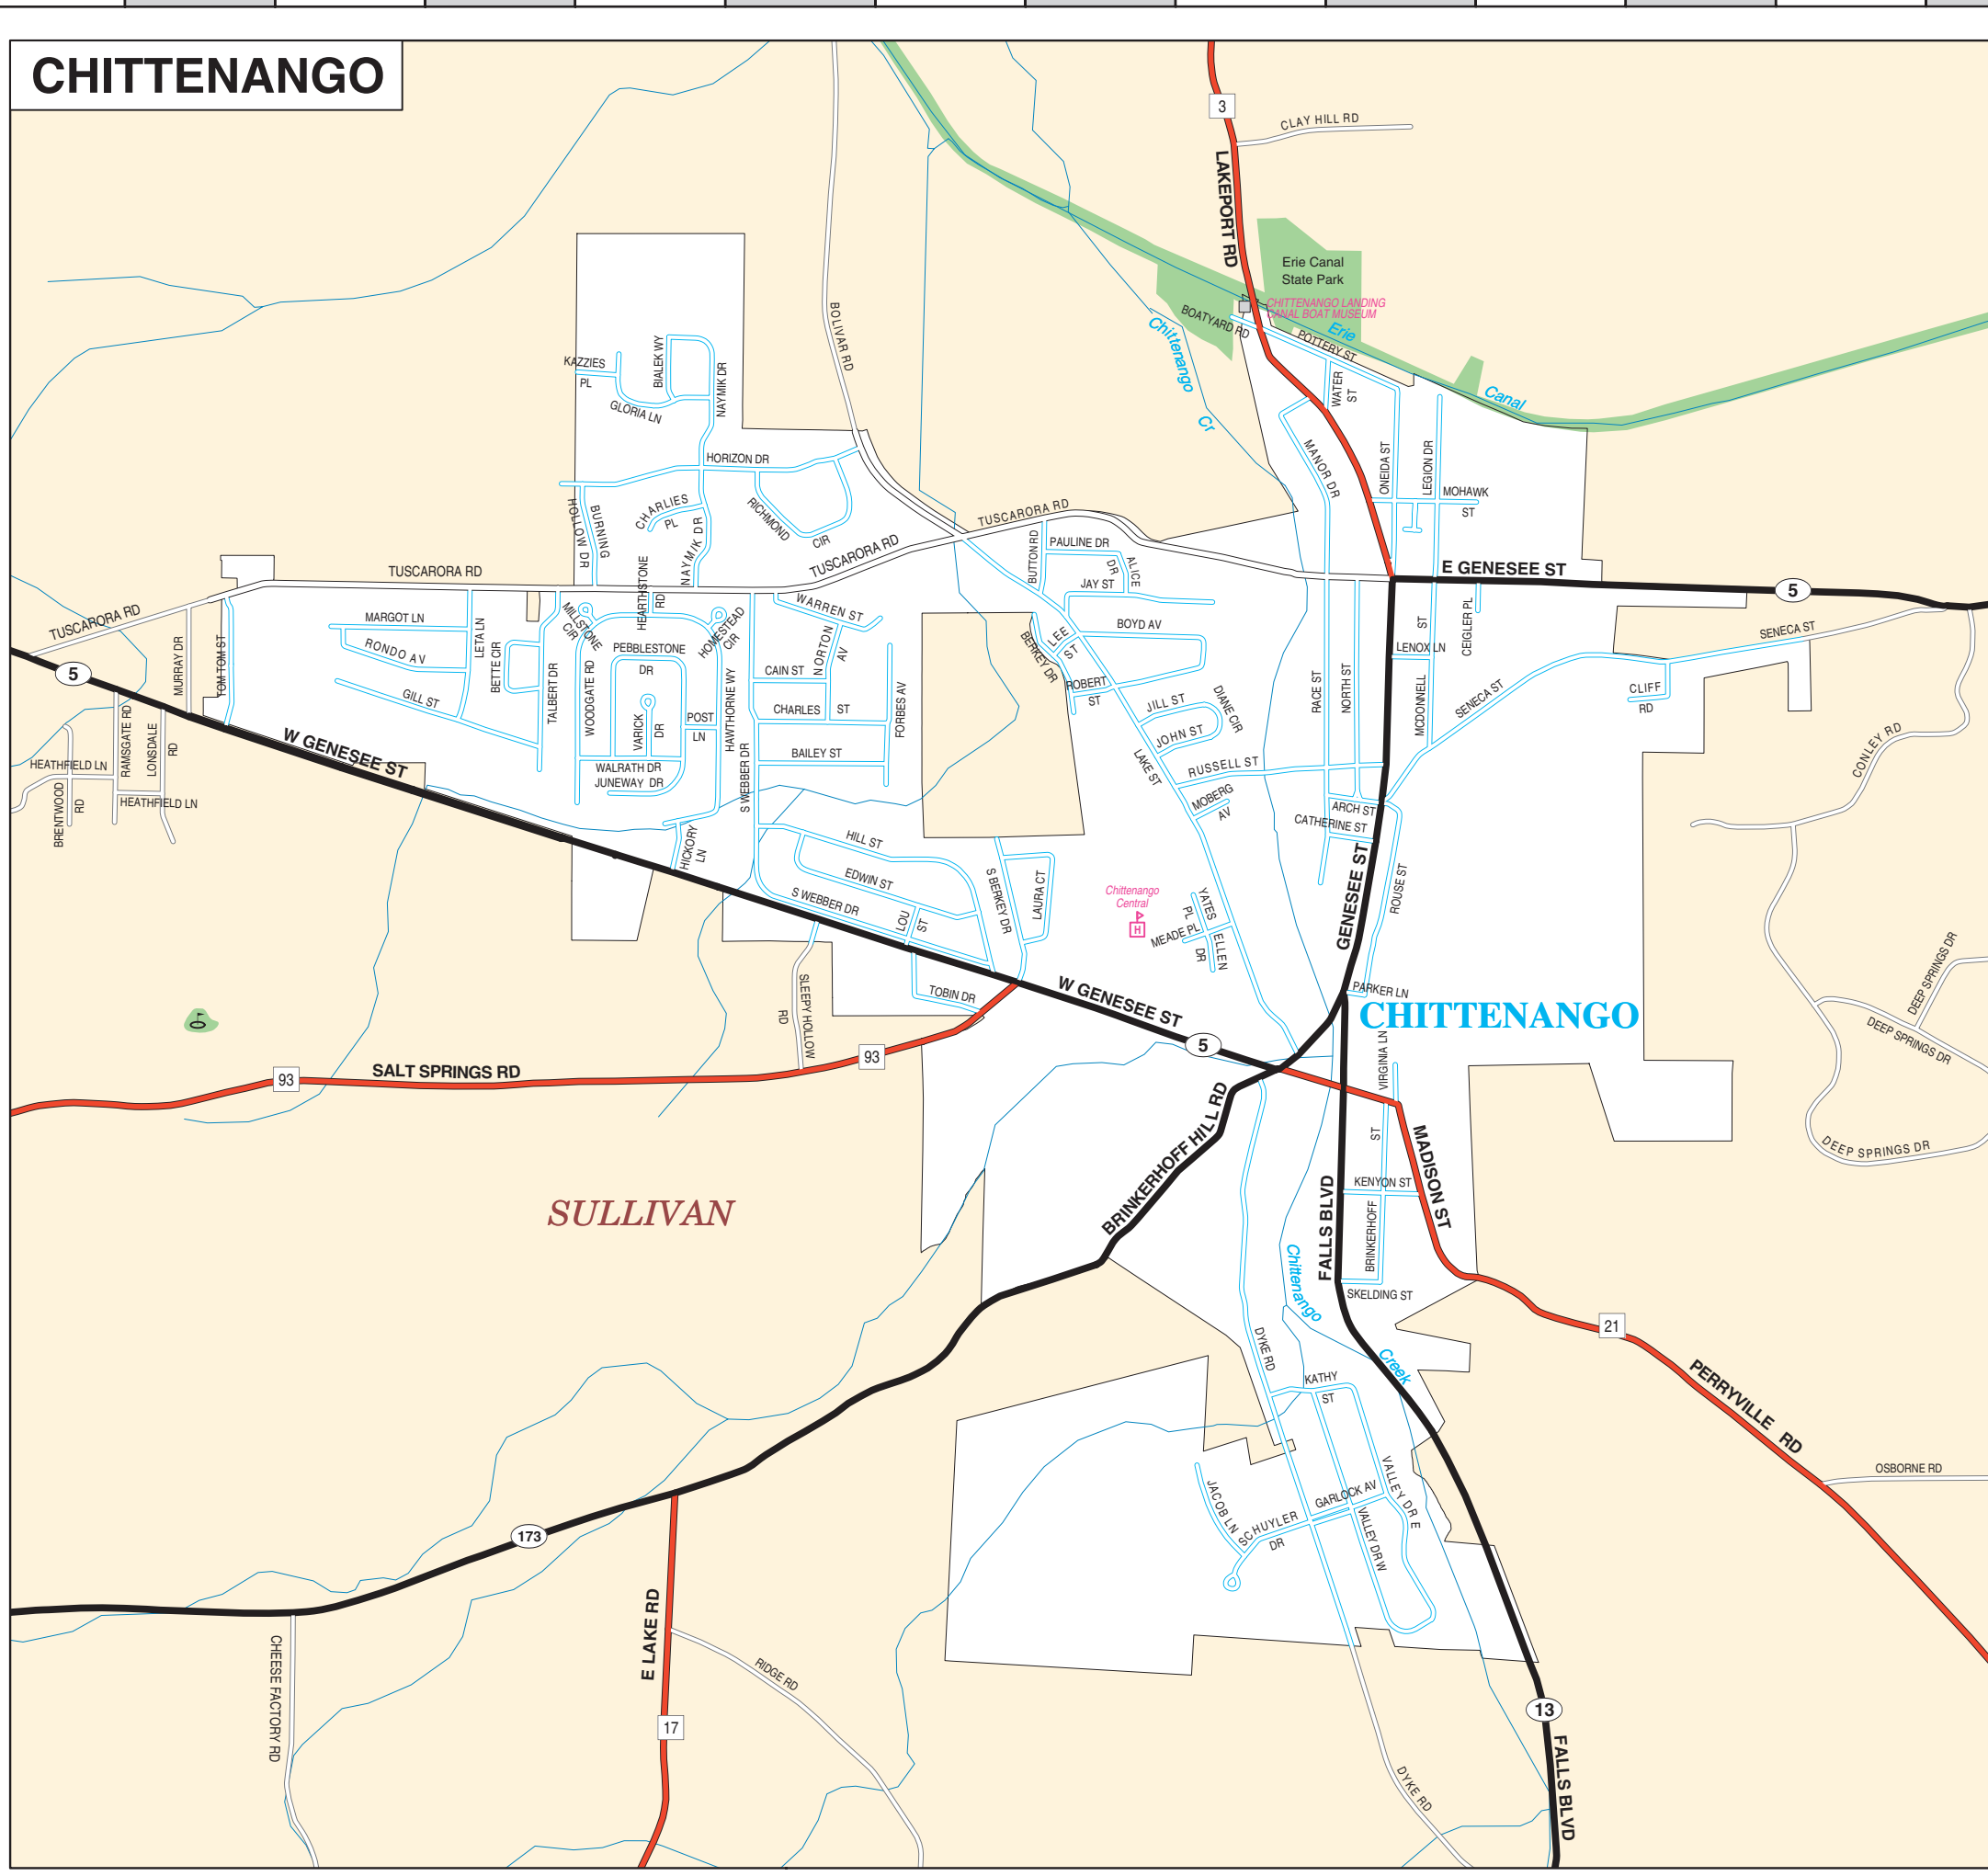 CHITTENANGO
3
CLAY HILL RD
LAKEPORT RD
Erie Canal
State Park
CHITTENANGO LANDING
CANAL BOAT MUSEUM
BOATYARD RD
POTTERY ST
Erie
Canal
Chittenango
Cr
BOLIVAR RD
KAZZIES
PL
BIALEK WY
NAYMIK DR
GLORIA LN
WATER
ST
MANOR DR
ONEIDA ST
LEGION DR
MOHAWK
ST
HORIZON DR
CHARLIES
PL
RICHMOND
CIR
BURNING
HOLLOW DR
NAYMIK DR
TUSCARORA RD
TUSCARORA RD
TUSCARORA RD
TUSCARORA RD
BUTTON RD
PAULINE DR
ALICE
DR
JAY ST
E GENESEE ST
5
HEARTHSTONE
RD
MARGOT LN
RONDO AV
LETA LN
GILL ST
BETTE CIR
TALBERT DR
MILLSTONE
CIR
HOMESTEAD
CIR
WARREN ST
NORTON
AV
PEBBLESTONE
DR
WOODGATE RD
VARICK
DR
POST
LN
HAWTHORNE WY
CAIN ST
CHARLES
ST
FORBES AV
BAILEY ST
WALRATH DR
JUNEWAY DR
S WEBBER DR
HICKORY
LN
BERKEY DR
LEE
ST
BOYD AV
ROBERT
ST
JILL ST
JOHN ST
DIANE CIR
LAKE ST
RUSSELL ST
MOBERG
AV
RACE ST
NORTH ST
CEIGLER PL
LENOX LN
MCDONNELL
ST
SENECA ST
SENECA ST
CLIFF
RD
CONLEY RD
MURRAY DR
TOM TOM ST
5
RAMSGATE RD
LONSDALE
RD
HEATHFIELD LN
HEATHFIELD LN
BRENTWOOD
RD
W GENESEE ST
ARCH ST
CATHERINE ST
GENESEE ST
ROUSE ST
HILL ST
EDWIN ST
S WEBBER DR
LOU
ST
S BERKEY DR
LAURA CT
Chittenango
Central
H
YATES
PL
MEADE PL
ELLEN
DR
PARKER LN
CHITTENANGO
DEEP SPRINGS DR
DEEP SPRINGS DR
DEEP SPRINGS DR
TOBIN DR
SLEEPY HOLLOW
RD
W GENESEE ST
5
93
93
SALT SPRINGS RD
VIRGINIA LN
BRINKERHOFF HILL RD
MADISON ST
KENYON ST
BRINKERHOFF
ST
SKELDING ST
FALLS BLVD
Chittenango
Creek
SULLIVAN
21
PERRYVILLE RD
OSBORNE RD
DYKE RD
KATHY
ST
VALLEY DR E
VALLEY DR W
GARLOCK AV
SCHUYLER
DR
JACOB LN
173
E LAKE RD
17
RIDGE RD
CHEESE FACTORY RD
DYKE RD
13
FALLS BLVD